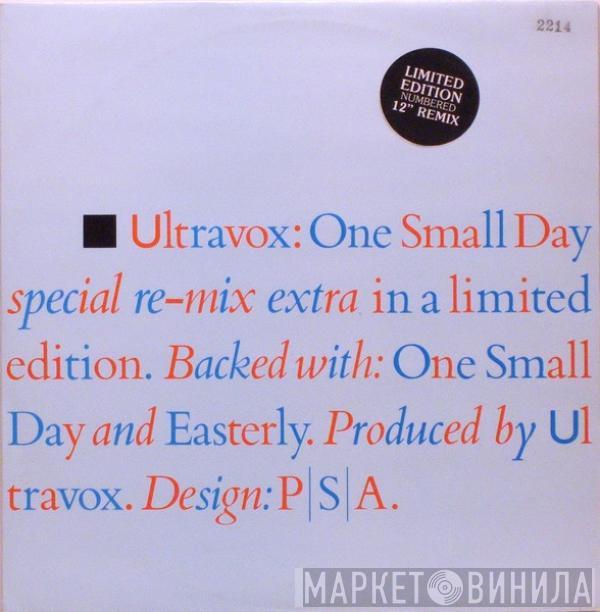 2214
LIMITED
EDITION
NUMBERED
12" REMIX
Ultravox: One Small Day
special re-mix extra in a limited
edition. Backed with: One Small
Day and Easterly. Produced by Ul
travox. Design: P|S|A.
МАРКЕТ ВИНИЛА